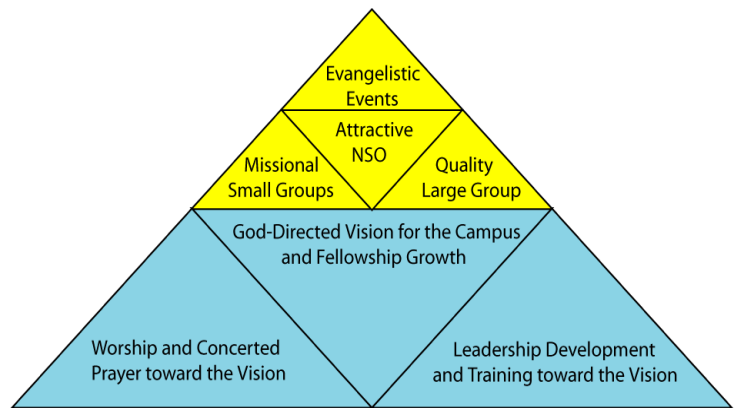 Evangelistic
Events
Attractive
NSO
Missional
Small Groups
Quality
Large Group
God-Directed Vision for the Campus
and Fellowship Growth
Worship and Concerted
Prayer toward the Vision
Leadership Development
and Training toward the Vision